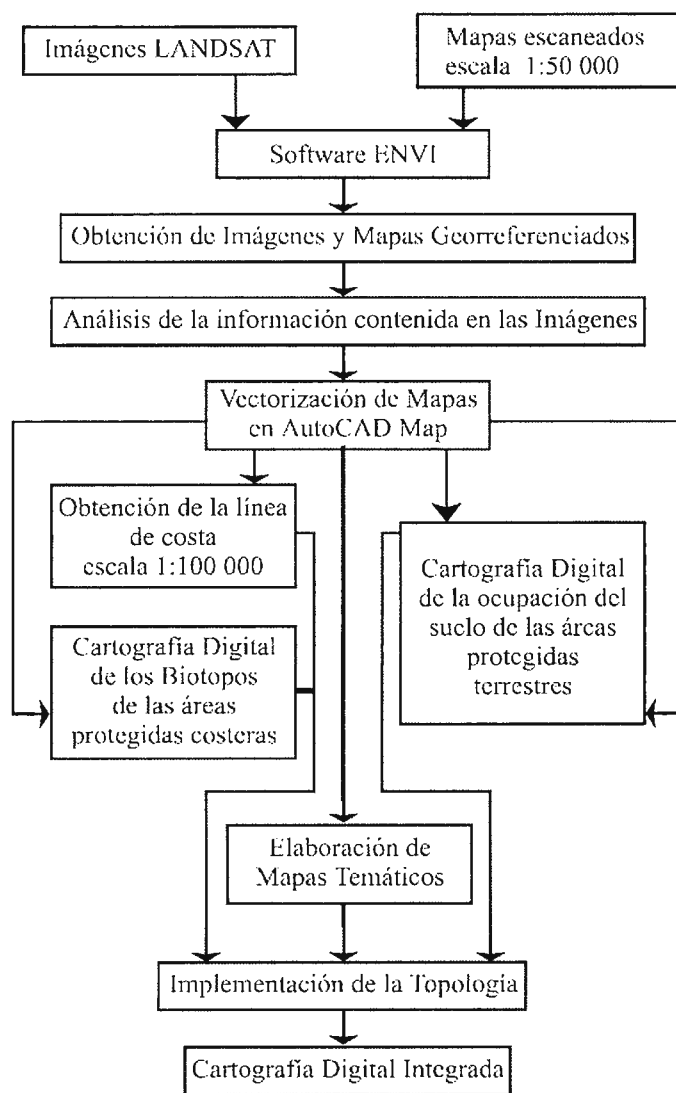 Imágenes LANDSAT
Mapas escaneados
escala 1:50 000
Software ENVI
Obtención de Imágenes y Mapas Georreferenciados
Análisis de la información contenida en las Imágenes
Vectorización de Mapas
en AutoCAD Map
Obtención de la línea
de costa
escala 1:100 000
Cartografía Digital
de la ocupación del
suelo de las áreas
protegidas
terrestres
Cartografía Digital
de los Biotopos
de las áreas
protegidas costeras
Elaboración de
Mapas Temáticos
Implementación de la Topología
Cartografía Digital Integrada